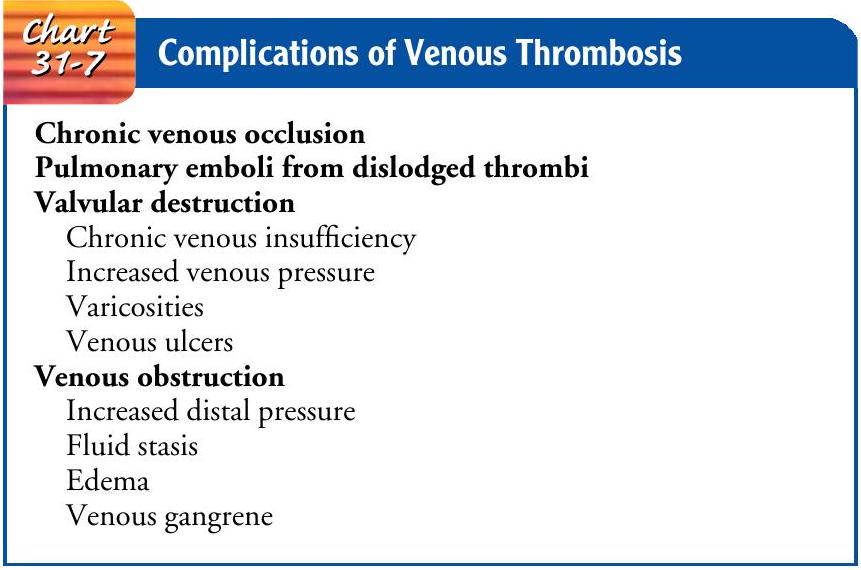 Chart
31-7
Complications of Venous Thrombosis
Chronic venous occlusion
Pulmonary emboli from dislodged thrombi
Valvular destruction
Chronic venous insufficiency
Increased venous pressure
Varicosities
Venous ulcers
Venous obstruction
Increased distal pressure
Fluid stasis
Edema
Venous gangrene